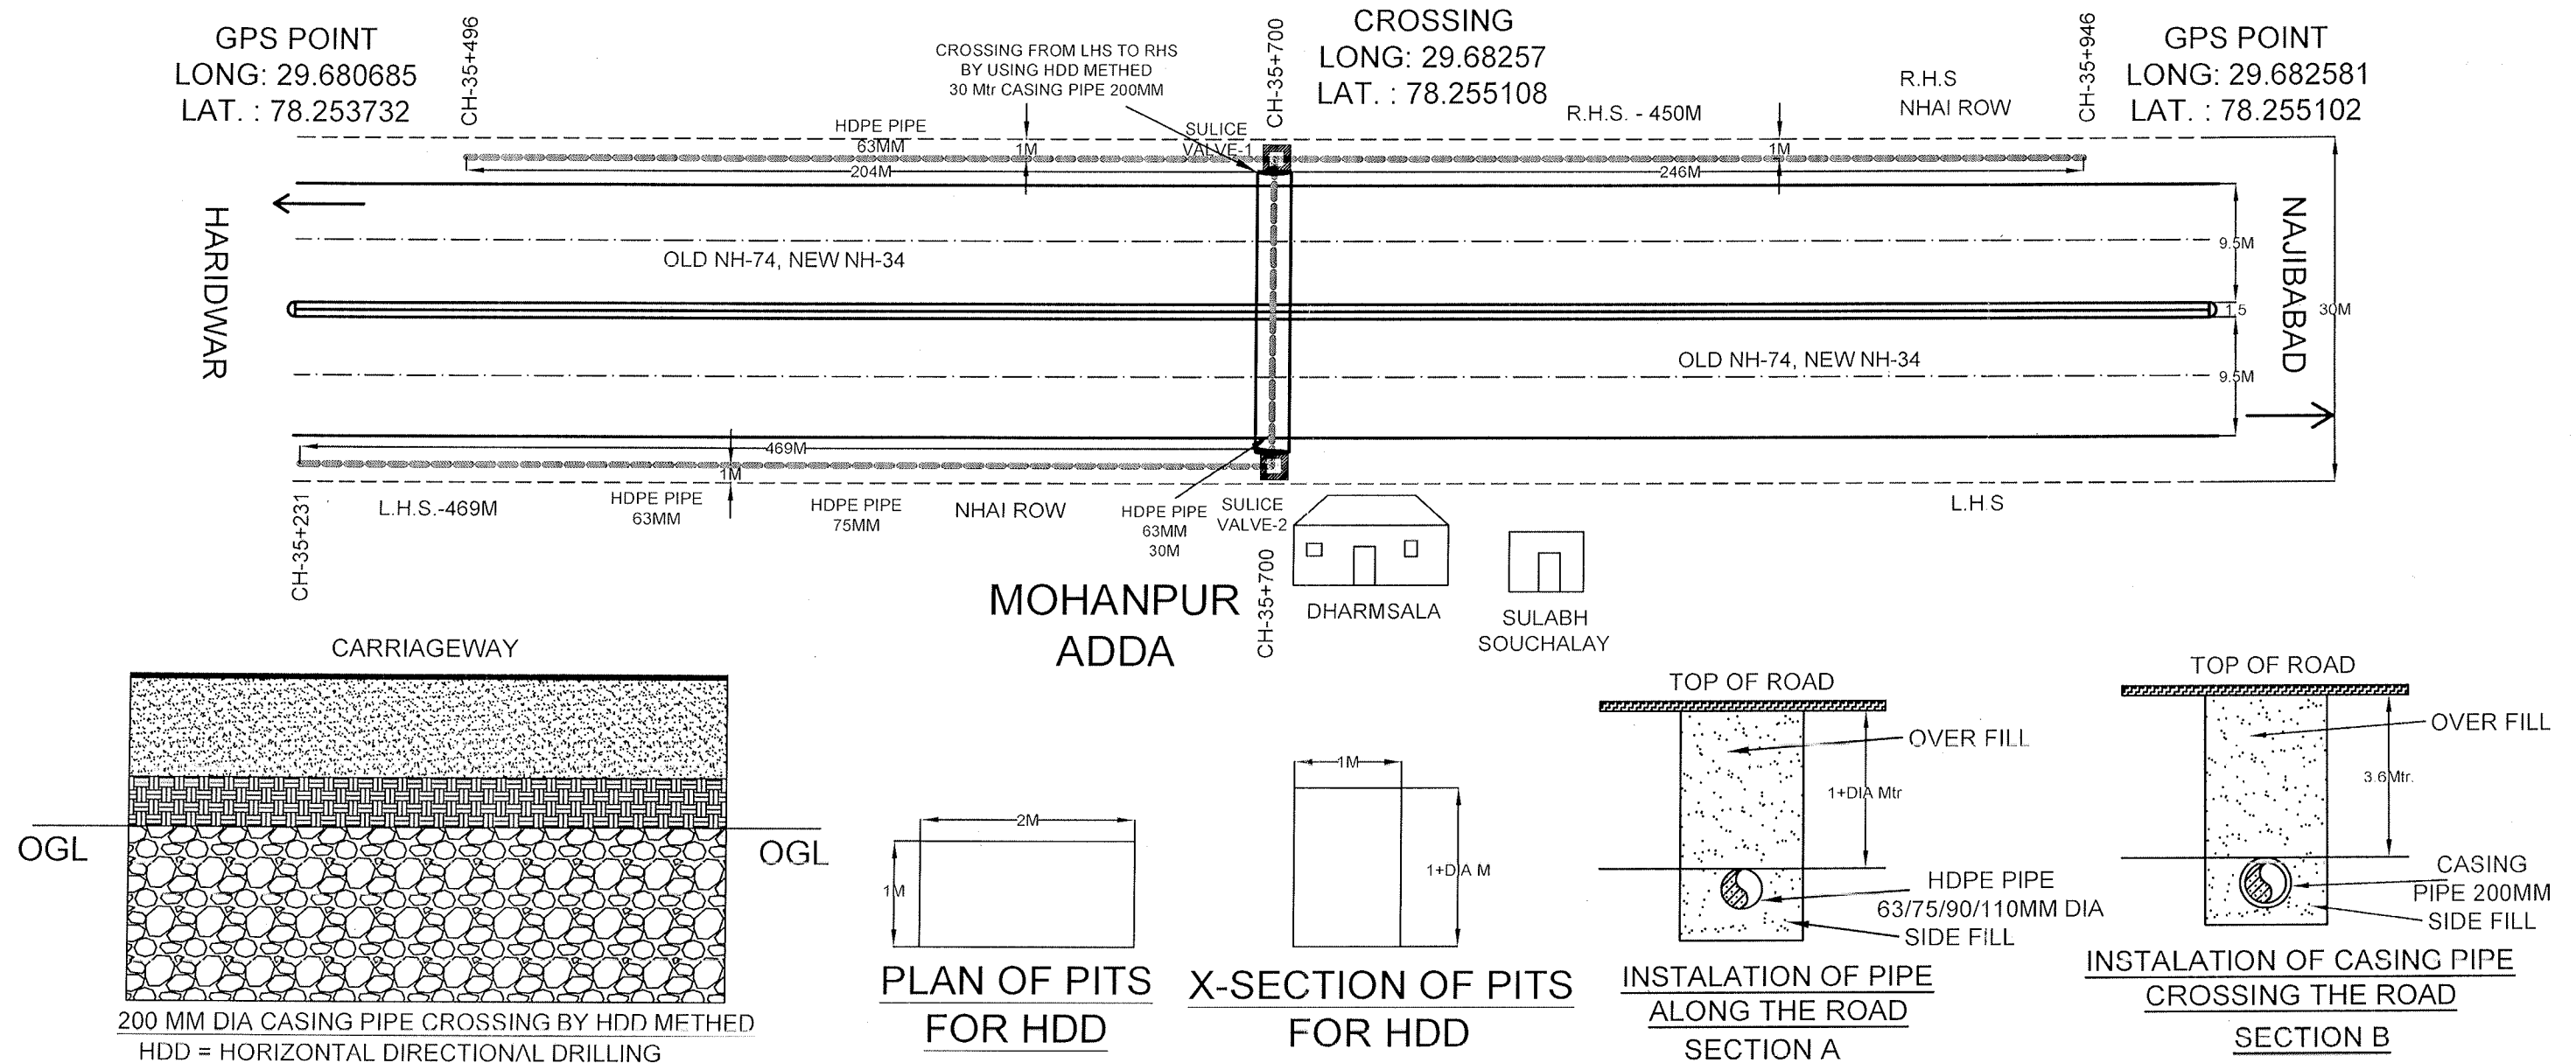 GPS POINT
LONG: 29.680685
LAT. : 78.253732
CH-35+496
CROSSING FROM LHS TO RHS
BY USING HDD METHED
30 Mtr CASING PIPE 200MM
CH-35+700
CROSSING
LONG: 29.68257
LAT. : 78.255108
R.H.S. - 450M
R.H.S
NHAI ROW
CH-35+946
GPS POINT
LONG: 29.682581
LAT. : 78.255102
HDPE PIPE
63MM
1M
SULICE
VALVE-1
1M
204M
246M
HARIDWAR
OLD NH-74, NEW NH-34
9.5M
NAJIBABAD
1.5
30M
OLD NH-74, NEW NH-34
9.5M
469M
1M
CH-35+231
L.H.S.-469M
HDPE PIPE
63MM
HDPE PIPE
75MM
NHAI ROW
HDPE PIPE
63MM
30M
SULICE
VALVE-2
L.H.S
CH-35+700
MOHANPUR
ADDA
DHARMSALA
SULABH
SOUCHALAY
CARRIAGEWAY
OGL
OGL
200 MM DIA CASING PIPE CROSSING BY HDD METHED
HDD = HORIZONTAL DIRECTIONAL DRILLING
2M
1M
PLAN OF PITS
FOR HDD
1M
1+DIA M
X-SECTION OF PITS
FOR HDD
TOP OF ROAD
OVER FILL
1+DIA Mtr
HDPE PIPE
63/75/90/110MM DIA
SIDE FILL
INSTALATION OF PIPE
ALONG THE ROAD
SECTION A
TOP OF ROAD
OVER FILL
3.6Mtr.
CASING
PIPE 200MM
SIDE FILL
INSTALATION OF CASING PIPE
CROSSING THE ROAD
SECTION B